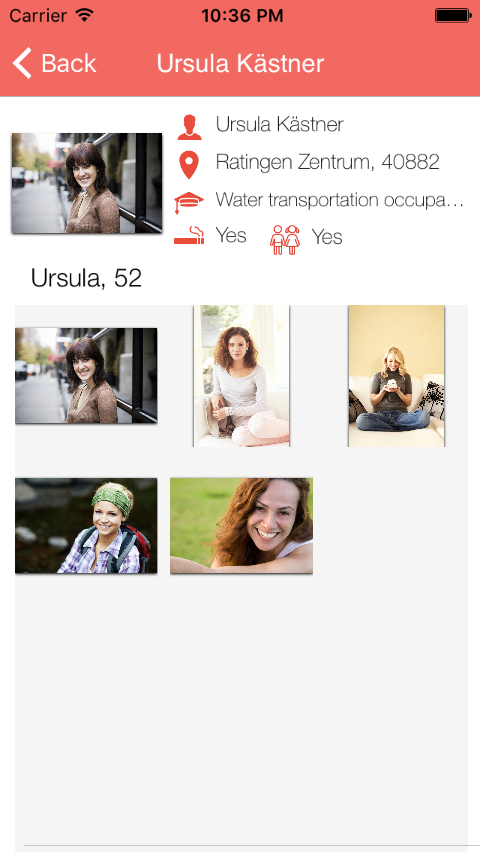 Carrier 10:36 PM
Back Ursula Kästner
Ursula Kästner
Ratingen Zentrum, 40882
Water transportation occupa...
Yes Yes
Ursula, 52